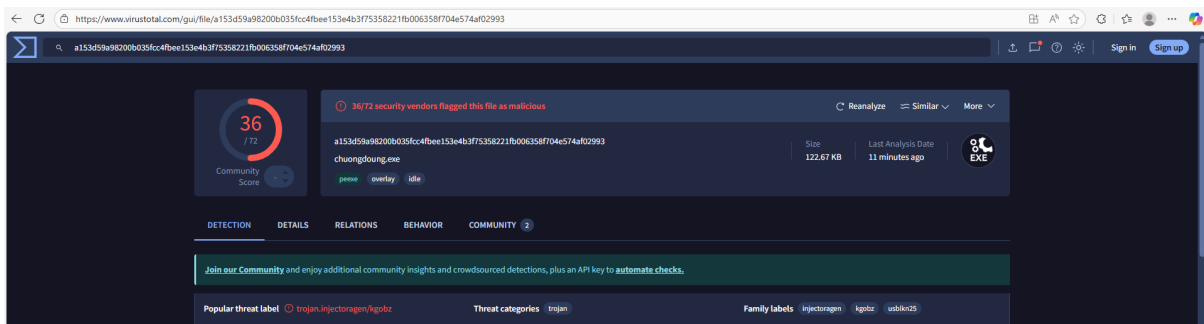 https://www.virustotal.com/gui/file/a153d59a98200b035fcc4fbee153e4b3f75358221fb006358f704e574af02993
a153d59a98200b035fcc4fbee153e4b3f75358221fb006358f704e574af02993
Sign in
Sign up
36
/ 72
Community
Score
-
36/72 security vendors flagged this file as malicious
Reanalyze
Similar
More
a153d59a98200b035fcc4fbee153e4b3f75358221fb006358f704e574af02993
chuongdoung.exe
peexe overlay idle
Size
122.67 KB
Last Analysis Date
11 minutes ago
EXE
DETECTION DETAILS RELATIONS BEHAVIOR COMMUNITY 2
Join our Community and enjoy additional community insights and crowdsourced detections, plus an API key to automate checks.
Popular threat label trojan.injectoragen/kgobz Threat categories trojan Family labels injectoragen kgobz usblkn25